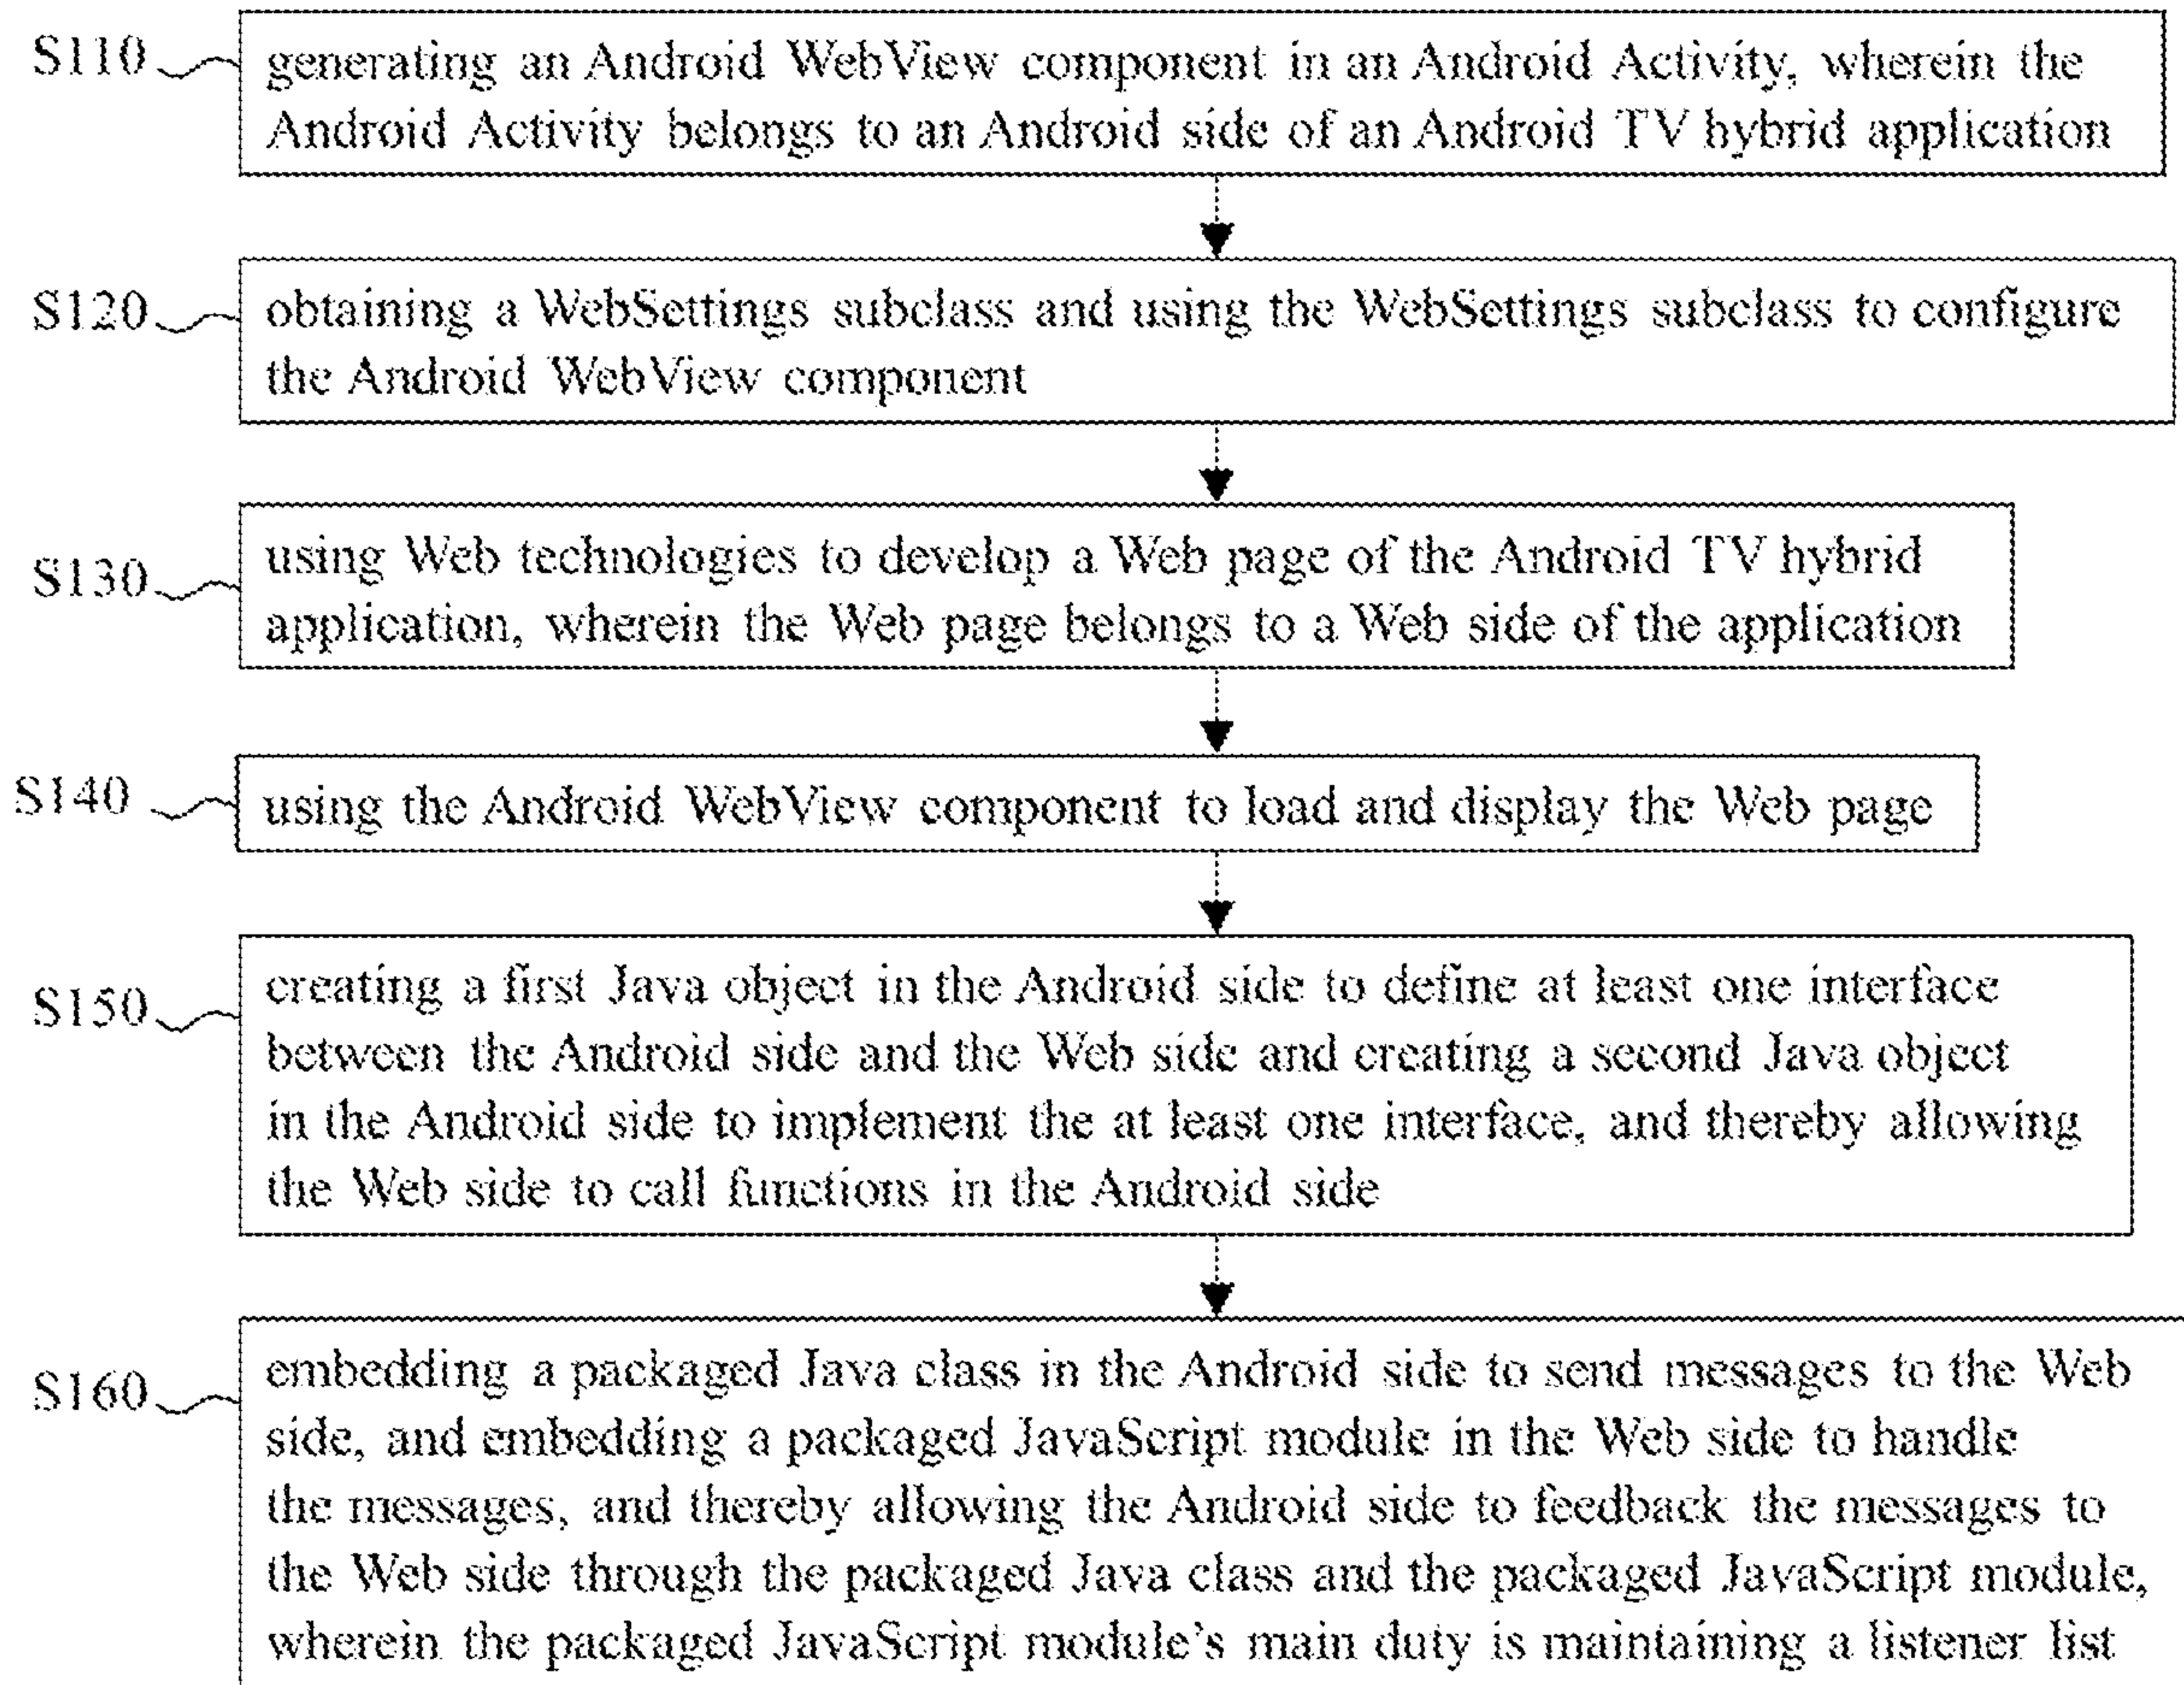 S110
generating an Android WebView component in an Android Activity, wherein the
Android Activity belongs to an Android side of an Android TV hybrid application
S120
obtaining a WebSettings subclass and using the WebSettings subclass to configure
the Android WebView component
S130
using Web technologies to develop a Web page of the Android TV hybrid
application, wherein the Web page belongs to a Web side of the application
S140
using the Android WebView component to load and display the Web page
S150
creating a first Java object in the Android side to define at least one interface
between the Android side and the Web side and creating a second Java object
in the Android side to implement the at least one interface, and thereby allowing
the Web side to call functions in the Android side
S160
embedding a packaged Java class in the Android side to send messages to the Web
side, and embedding a packaged JavaScript module in the Web side to handle
the messages, and thereby allowing the Android side to feedback the messages to
the Web side through the packaged Java class and the packaged JavaScript module,
wherein the packaged JavaScript module's main duty is maintaining a listener list